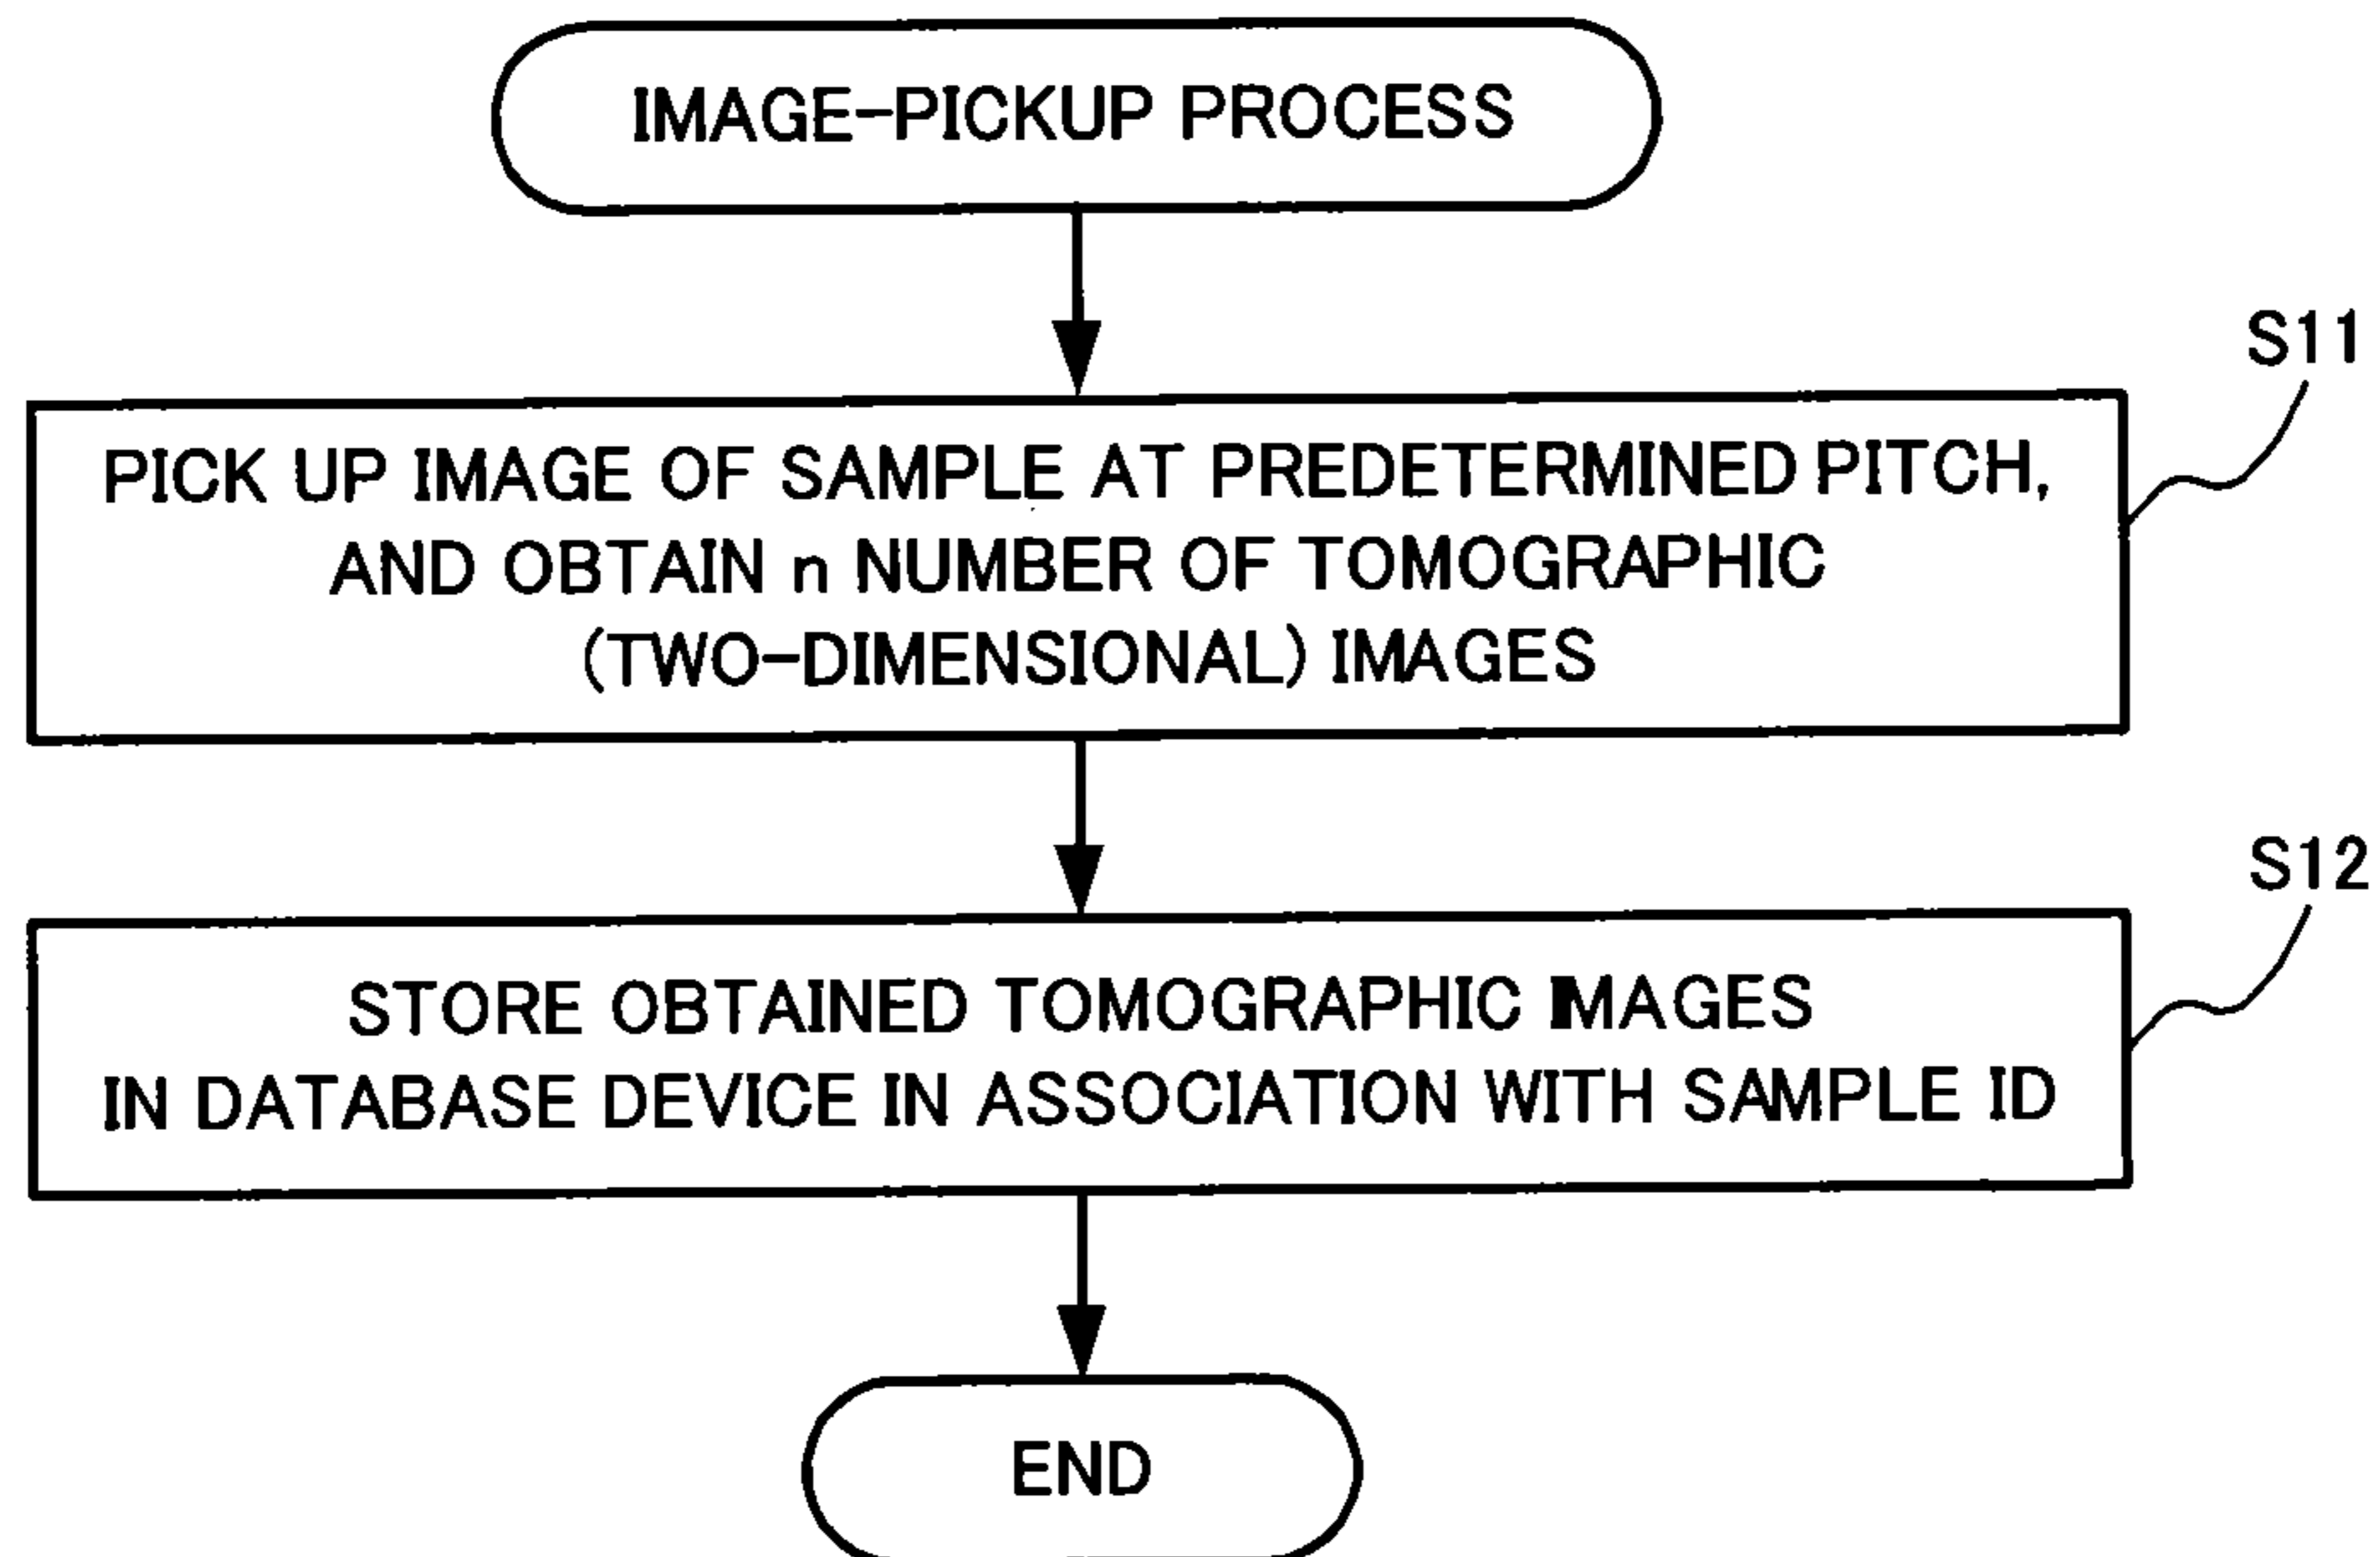 IMAGE-PICKUP PROCESS
S11
PICK UP IMAGE OF SAMPLE AT PREDETERMINED PITCH,
AND OBTAIN n NUMBER OF TOMOGRAPHIC
(TWO-DIMENSIONAL) IMAGES
S12
STORE OBTAINED TOMOGRAPHIC IMAGES
IN DATABASE DEVICE IN ASSOCIATION WITH SAMPLE ID
END